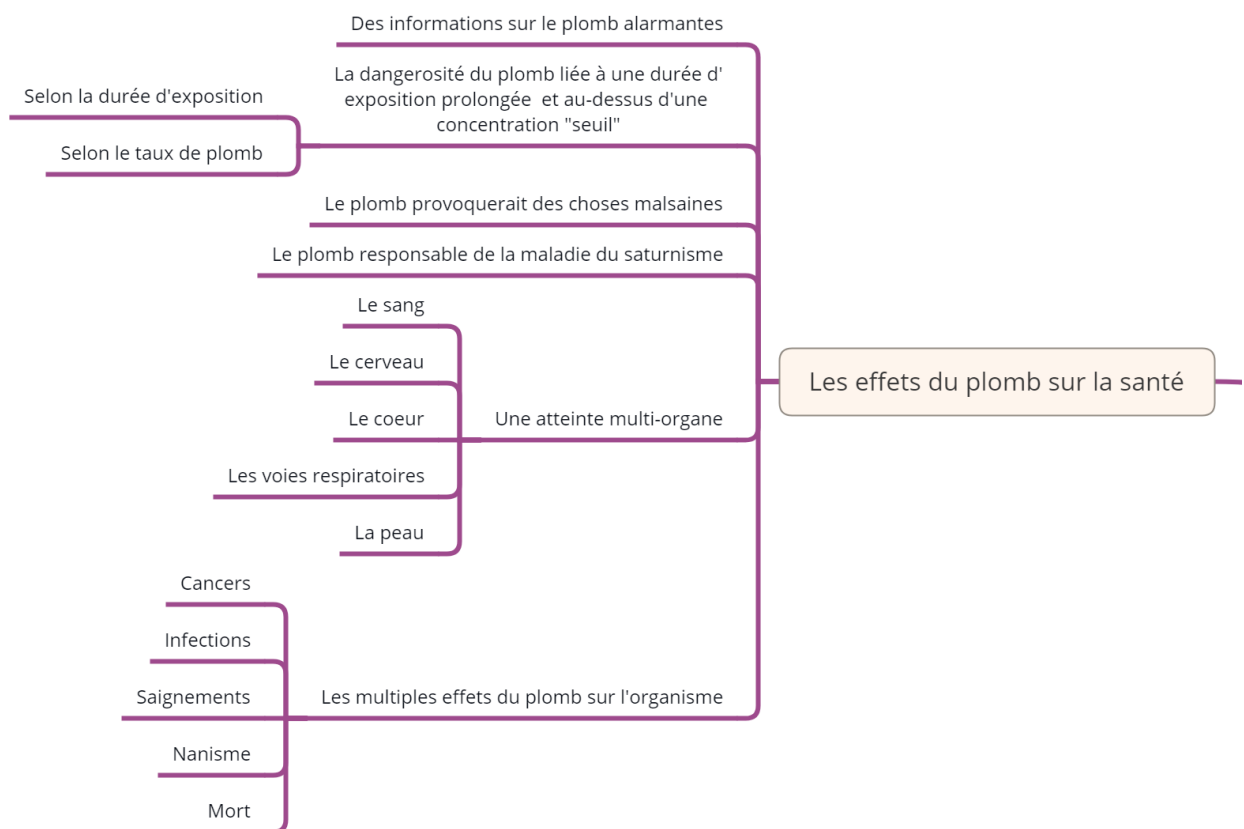 Des informations sur le plomb alarmantes
La dangerosité du plomb liée à une durée d'
exposition prolongée et au-dessus d'une
concentration "seuil"
Selon la durée d'exposition
Selon le taux de plomb
Le plomb provoquerait des choses malsaines
Le plomb responsable de la maladie du saturnisme
Le sang
Le cerveau
Le coeur
Une atteinte multi-organe
Les voies respiratoires
La peau
Les effets du plomb sur la santé
Cancers
Infections
Saignements
Les multiples effets du plomb sur l'organisme
Nanisme
Mort